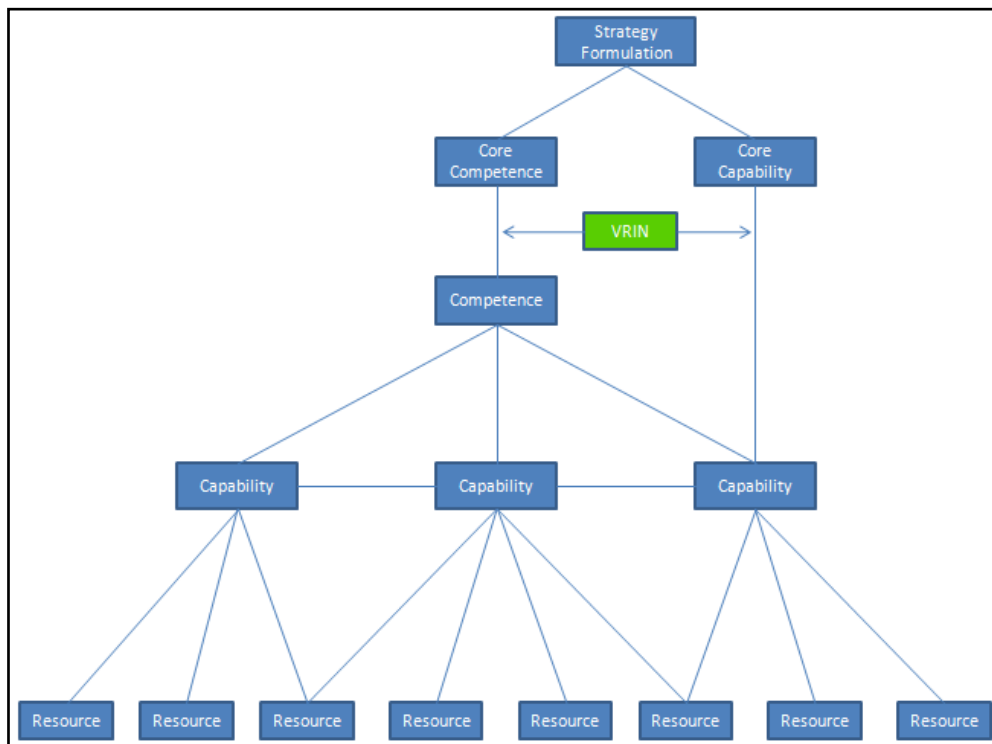 Strategy
Formulation
Core
Competence
Core
Capability
VRIN
Competence
Capability
Capability
Capability
Resource
Resource
Resource
Resource
Resource
Resource
Resource
Resource